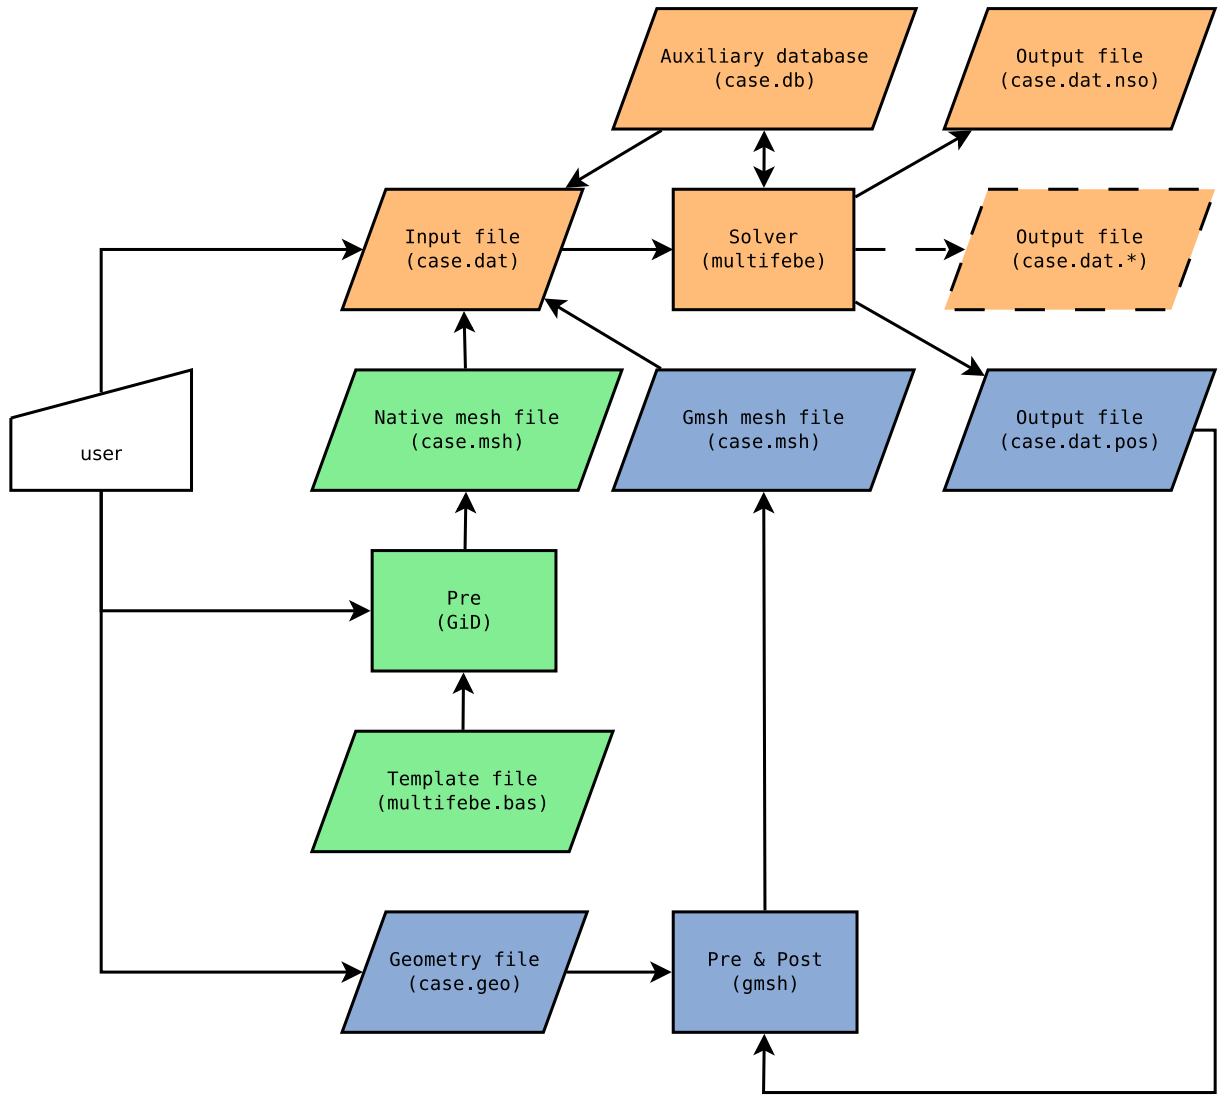 Auxiliary database
(case.db)
Output file
(case.dat.nso)
Input file
(case.dat)
Solver
(multifebe)
Output file
(case.dat.*)
user
Native mesh file
(case.msh)
Gmsh mesh file
(case.msh)
Output file
(case.dat.pos)
Pre
(GiD)
Template file
(multifebe.bas)
Geometry file
(case.geo)
Pre & Post
(gmsh)